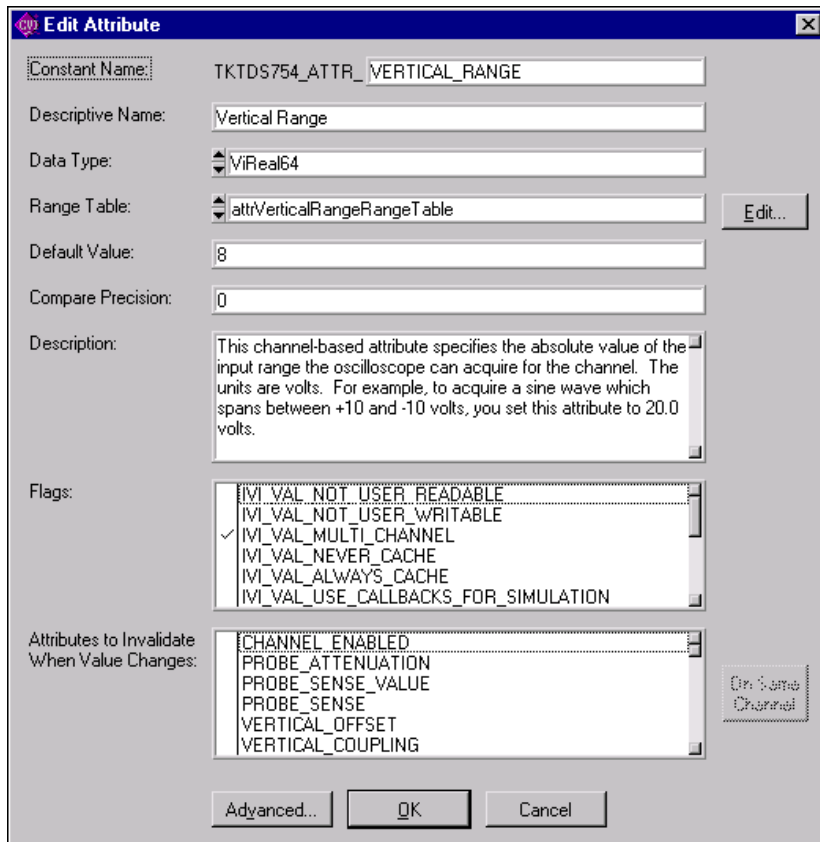 CVI Edit Attribute
Constant Name: TKTDS754_ATTR_ VERTICAL_RANGE
Descriptive Name: Vertical Range
Data Type: ViReal64
Range Table: attrVerticalRangeRangeTable Edit...
Default Value: 8
Compare Precision: 0
Description: This channel-based attribute specifies the absolute value of the
input range the oscilloscope can acquire for the channel. The
units are volts. For example, to acquire a sine wave which
spans between +10 and -10 volts, you set this attribute to 20.0
volts.
Flags: IVI_VAL_NOT_USER_READABLE
IVI_VAL_NOT_USER_WRITABLE
IVI_VAL_MULTI_CHANNEL
IVI_VAL_NEVER_CACHE
IVI_VAL_ALWAYS_CACHE
IVI_VAL_USE_CALLBACKS_FOR_SIMULATION
Attributes to Invalidate CHANNEL_ENABLED
When Value Changes: PROBE_ATTENUATION
PROBE_SENSE_VALUE
PROBE_SENSE
VERTICAL_OFFSET
VERTICAL_COUPLING
On Same
Channel
Advanced... OK Cancel